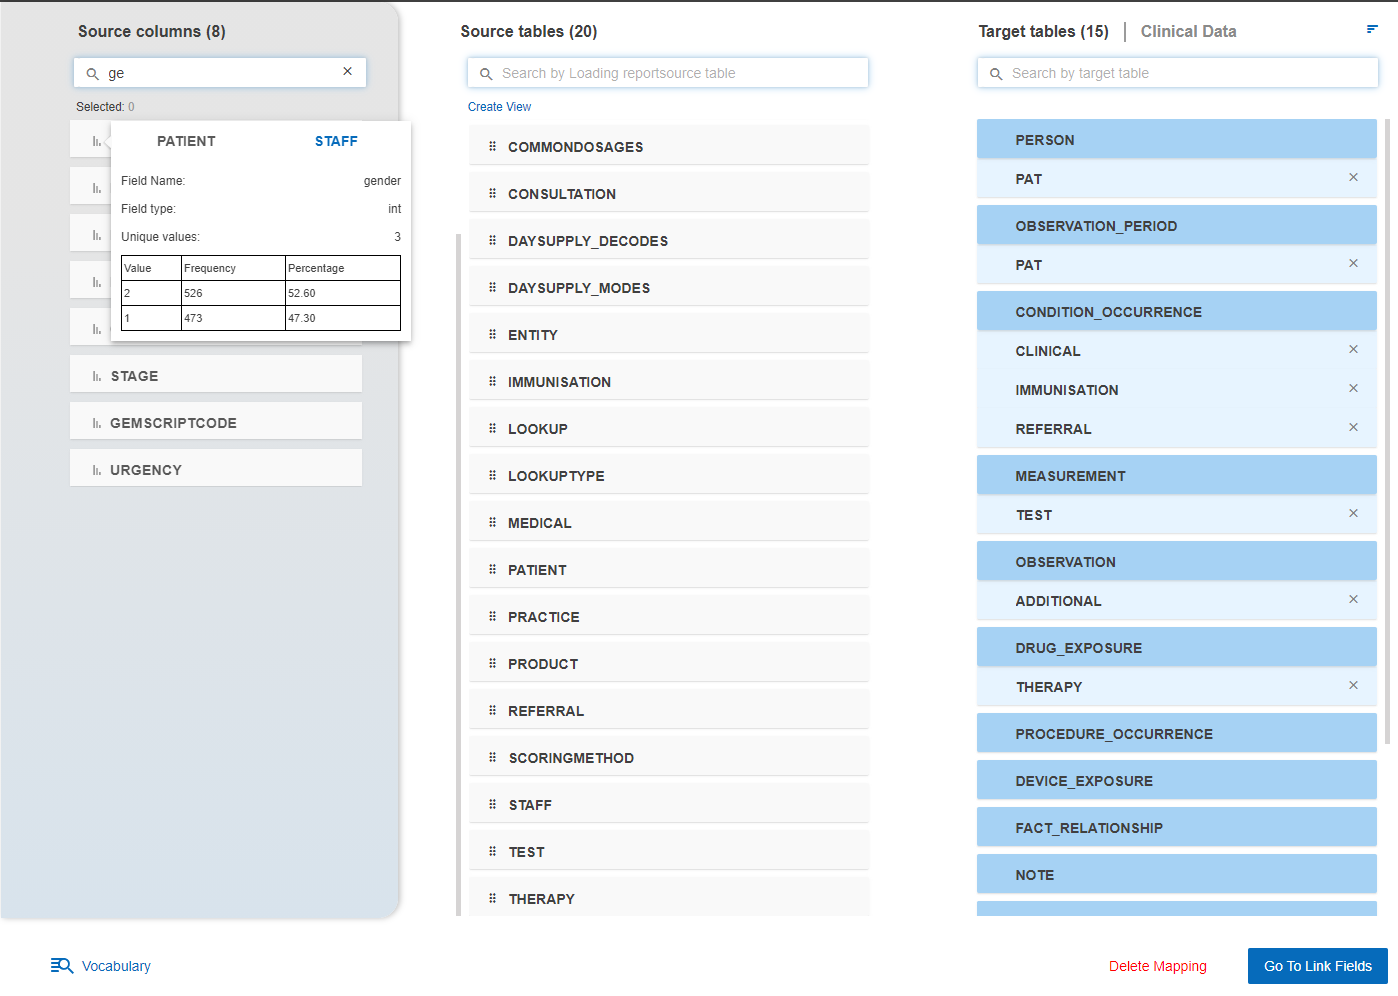 Source columns (8)
ge
Selected: 0
PATIENT STAFF
Field Name: gender
Field type: int
Unique values: 3
Value Frequency Percentage
2 526 52.60
1 473 47.30
STAGE
GEMSCRIPTCODE
URGENCY
Source tables (20)
Search by Loading reportsource table
Create View
COMMONDOSAGES
CONSULTATION
DAYSUPPLY_DECODES
DAYSUPPLY_MODES
ENTITY
IMMUNISATION
LOOKUP
LOOKUPTYPE
MEDICAL
PATIENT
PRACTICE
PRODUCT
REFERRAL
SCORINGMETHOD
STAFF
TEST
THERAPY
Target tables (15) | Clinical Data
Search by target table
PERSON
PAT
OBSERVATION_PERIOD
PAT
CONDITION_OCCURRENCE
CLINICAL
IMMUNISATION
REFERRAL
MEASUREMENT
TEST
OBSERVATION
ADDITIONAL
DRUG_EXPOSURE
THERAPY
PROCEDURE_OCCURRENCE
DEVICE_EXPOSURE
FACT_RELATIONSHIP
NOTE
Vocabulary
Delete Mapping
Go To Link Fields